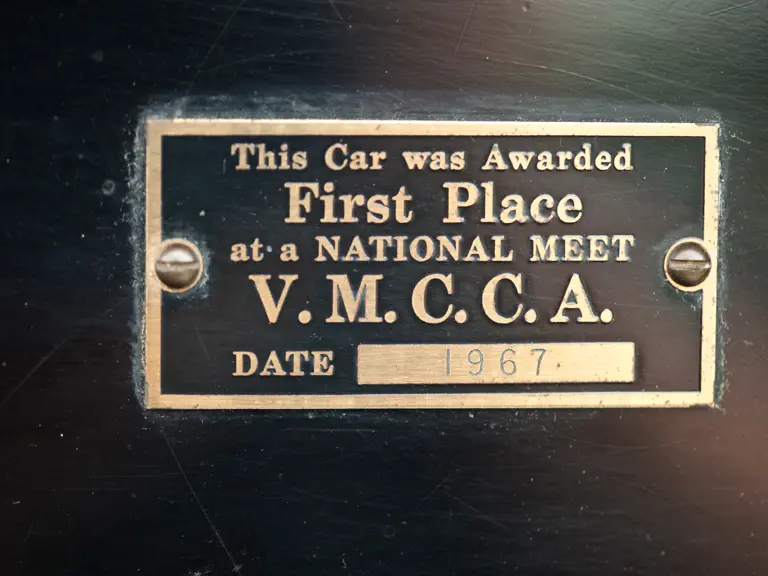 This Car was Awarded
First Place
at a NATIONAL MEET
V. M. C. C. A.
DATE 1967